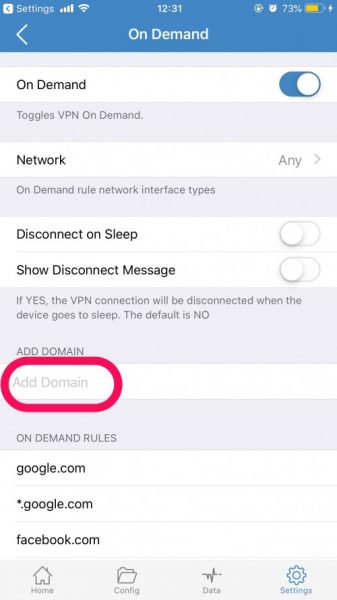 Settings 12:31 73%
On Demand
On Demand
Toggles VPN On Demand.
Network Any
On Demand rule network interface types
Disconnect on Sleep
Show Disconnect Message
If YES, the VPN connection will be disconnected when the
device goes to sleep. The default is NO
ADD DOMAIN
Add Domain
ON DEMAND RULES
google.com
*.google.com
facebook.com
Home Config Data Settings